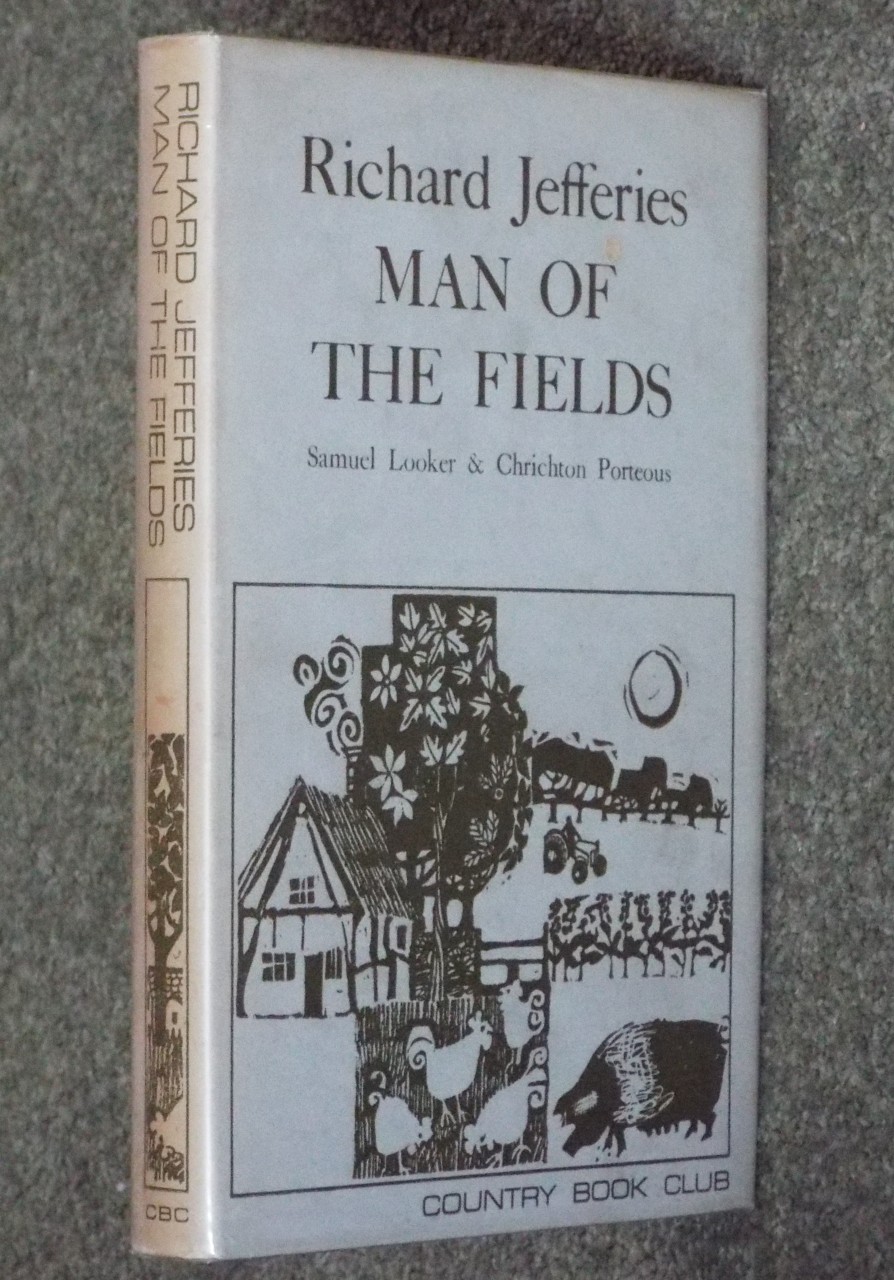 RICHARD JEFFERIES
MAN OF THE FIELDS
CBC
Richard Jefferies
MAN OF
THE FIELDS
Samuel Looker & Chrichton Porteous
COUNTRY BOOK CLUB